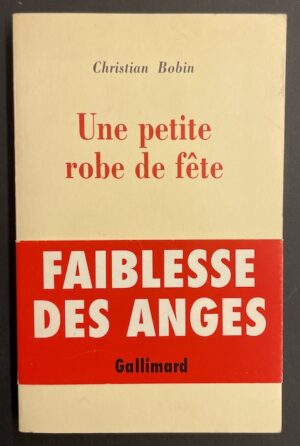 Christian Bobin
Une petite
robe de fête
FAIBLESSE
DES ANGES
Gallimard